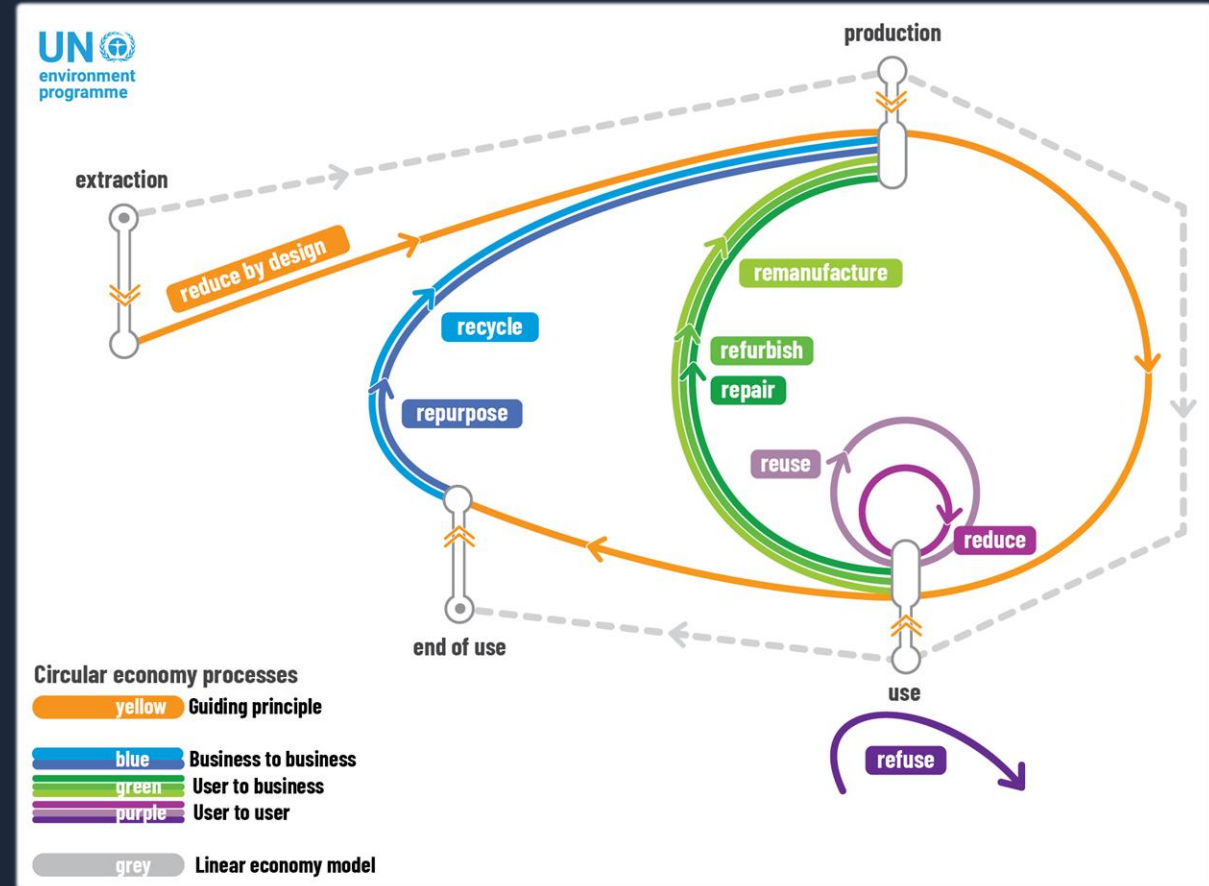 UN
environment
programme
production
extraction
reduce by design
remanufacture
recycle
refurbish
repair
repurpose
reuse
reduce
end of use
use
refuse
Circular economy processes
yellow Guiding principle
blue Business to business
green User to business
purple User to user
grey Linear economy model